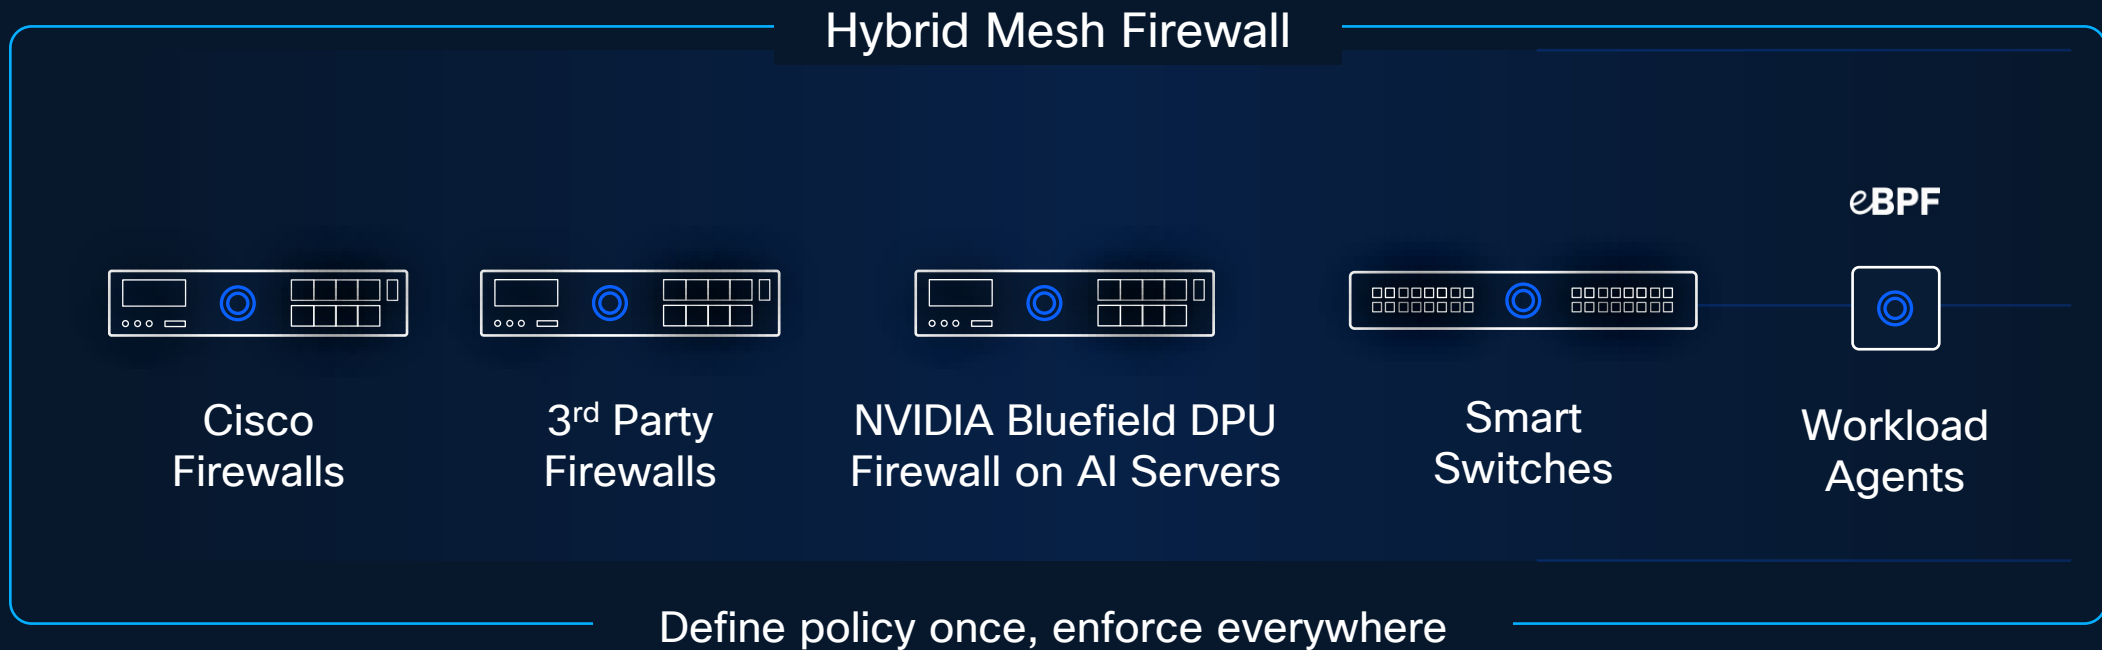 Hybrid Mesh Firewall
eBPF
Cisco
Firewalls
3rd Party
Firewalls
NVIDIA Bluefield DPU
Firewall on AI Servers
Smart
Switches
Workload
Agents
Define policy once, enforce everywhere